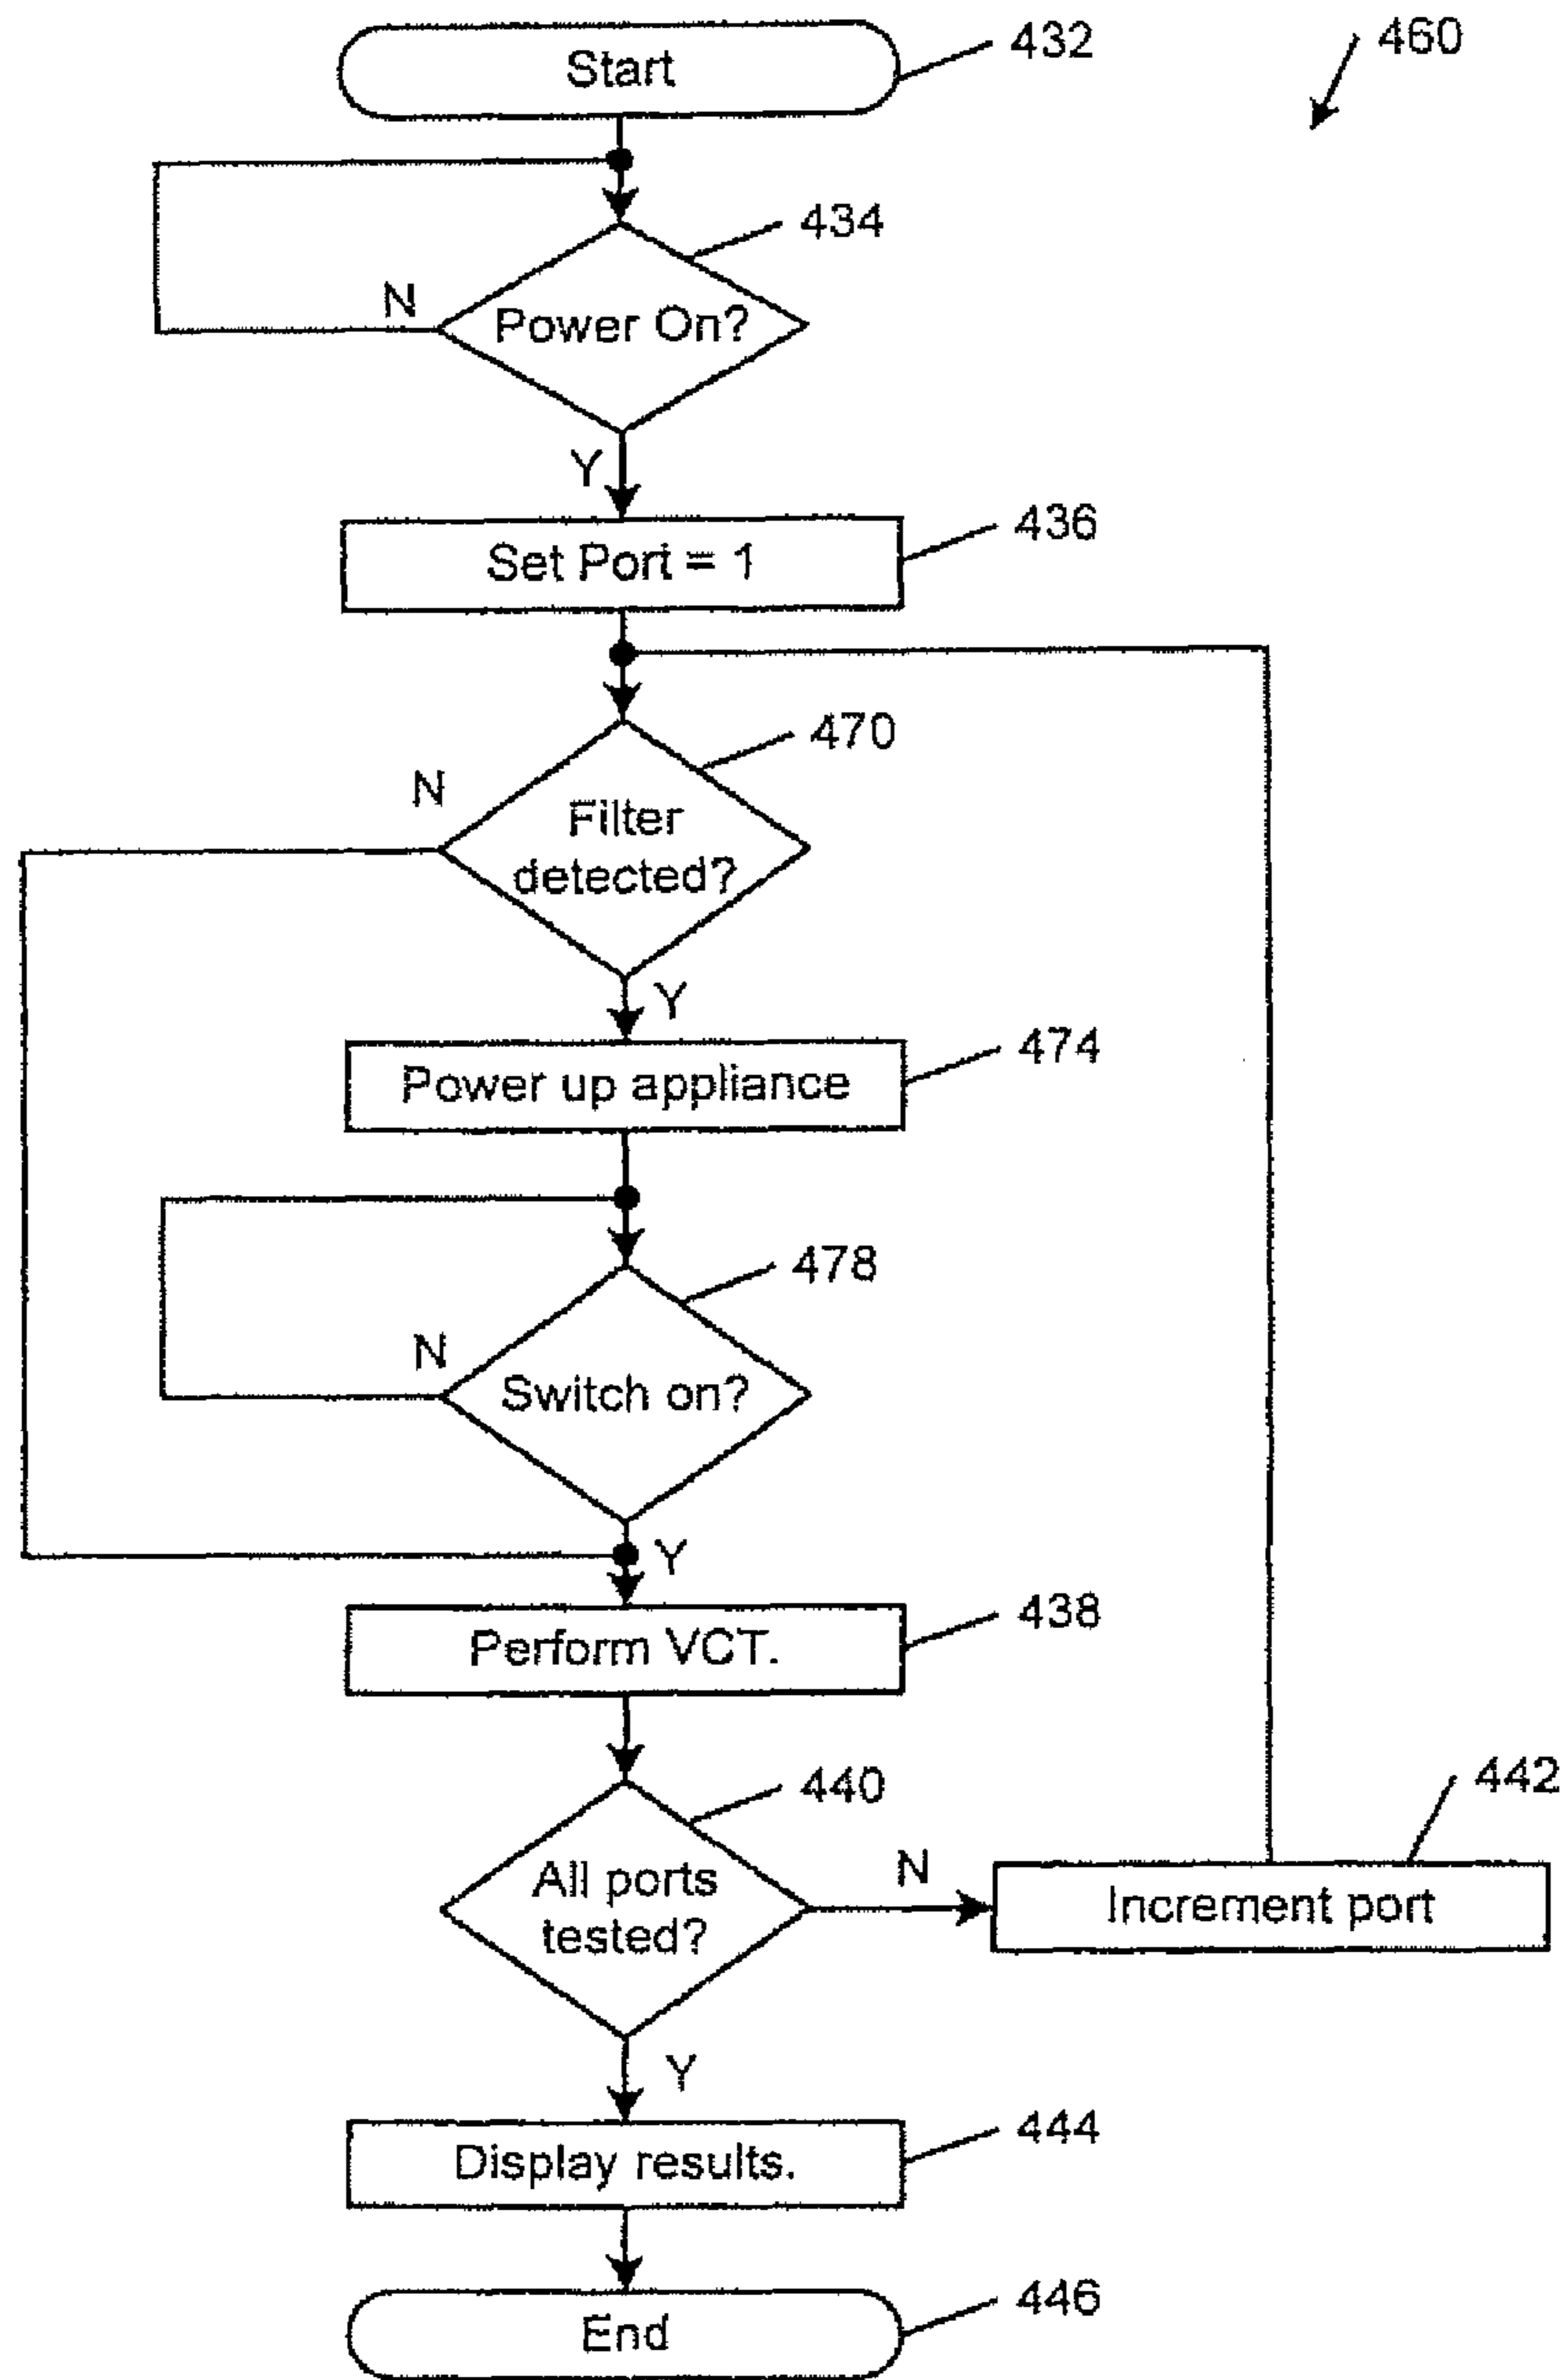 Start
432
460
434
N
Power On?
Y
436
Set Port = 1
470
N
Filter
detected?
Y
474
Power up appliance
478
N
Switch on?
Y
438
Perform VCT.
440
442
All ports
tested?
N
Increment port
Y
444
Display results.
446
End